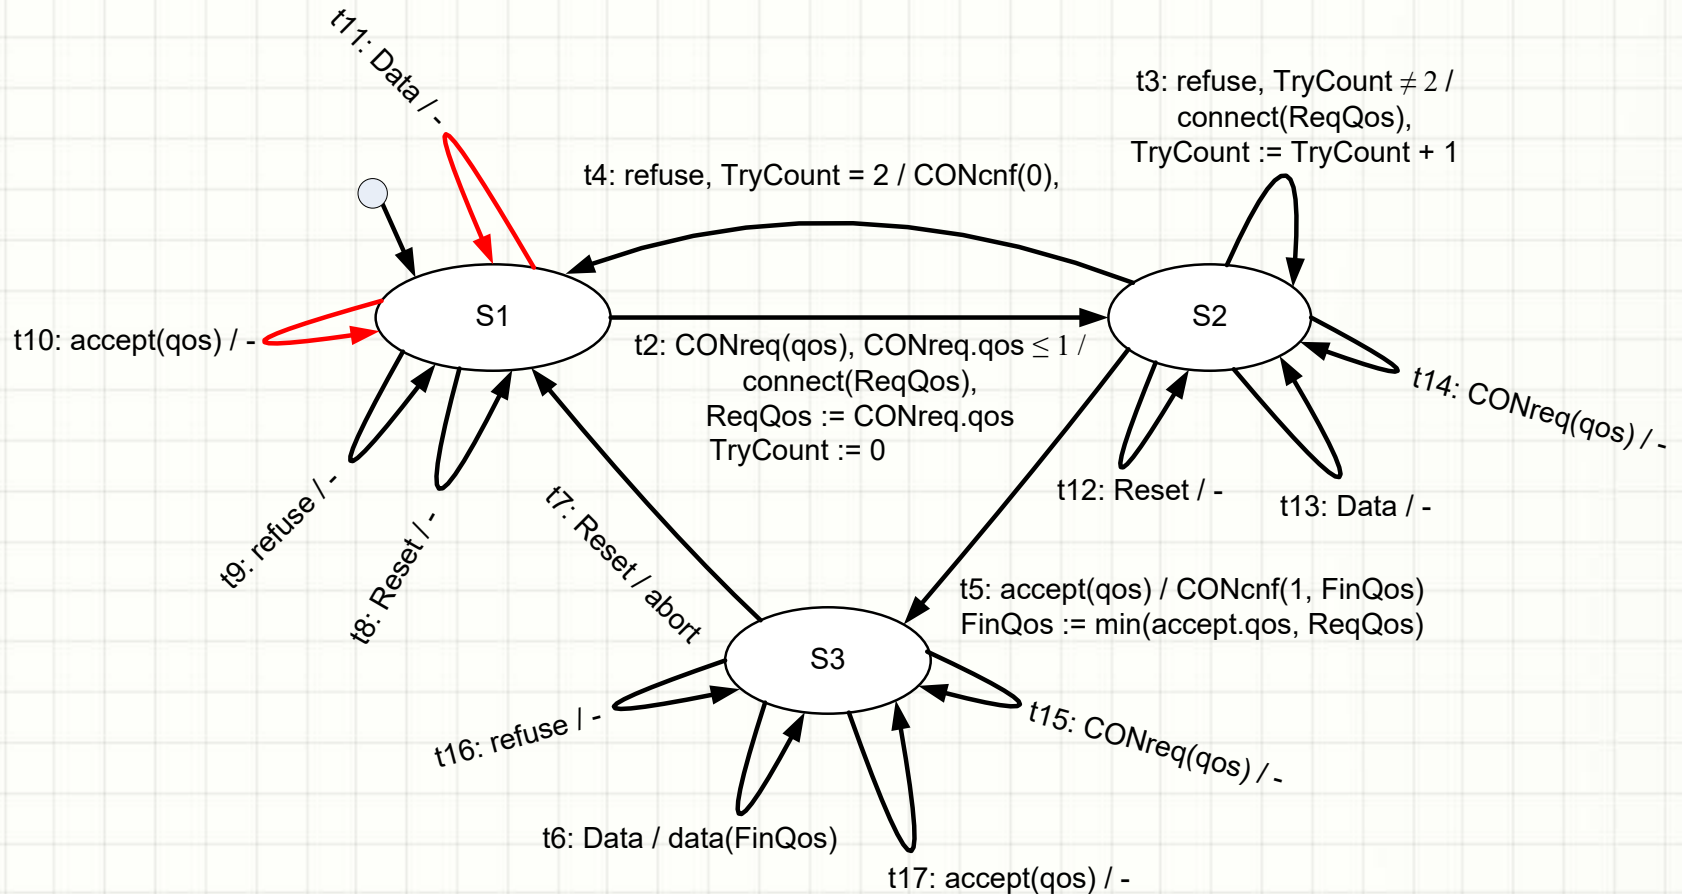 t11: Data / -
t3: refuse, TryCount ≠ 2 /
connect(ReqQos),
TryCount := TryCount + 1
t4: refuse, TryCount = 2 / CONcnf(0),
S1
S2
t10: accept(qos) / -
t2: CONreq(qos), CONreq.qos ≤ 1 /
connect(ReqQos),
ReqQos := CONreq.qos
TryCount := 0
t14: CONreq(qos) / -
t9: refuse / -
t8: Reset / -
t7: Reset / abort
t12: Reset / -
t13: Data / -
t5: accept(qos) / CONcnf(1, FinQos)
FinQos := min(accept.qos, ReqQos)
S3
t16: refuse / -
t15: CONreq(qos) / -
t6: Data / data(FinQos)
t17: accept(qos) / -